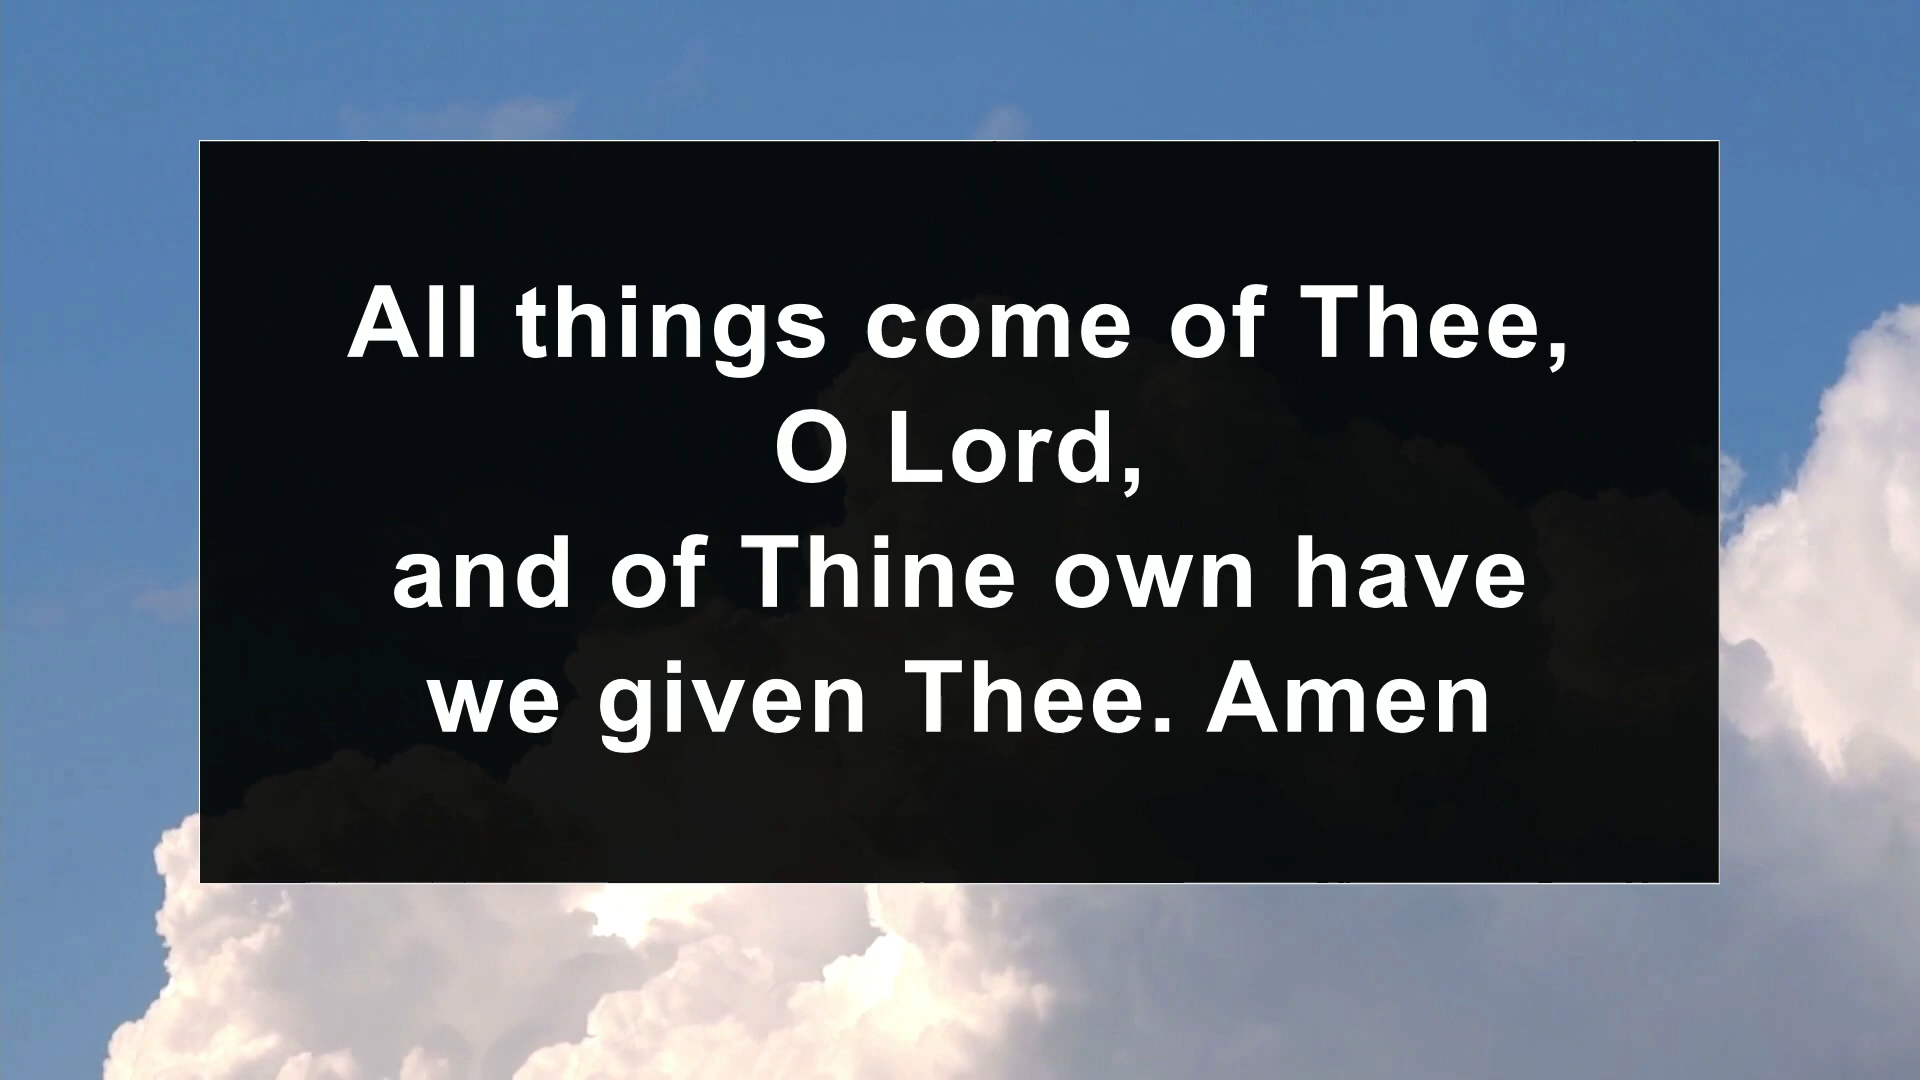 All things come of Thee,
O Lord,
and of Thine own have
we given Thee. Amen